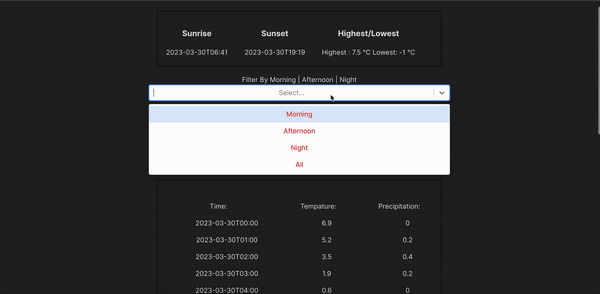 Sunrise Sunset Highest/Lowest
2023-03-30T06:41 2023-03-30T19:19 Highest : 7.5 °C Lowest: -1 °C
Filter By Morning | Afternoon | Night
Select...
Morning
Afternoon
Night
All
Time: Tempature: Precipitation:
2023-03-30T00:00 6.9 0
2023-03-30T01:00 5.2 0.2
2023-03-30T02:00 3.5 0.4
2023-03-30T03:00 1.9 0.2
2023-03-30T04:00 0.6 0